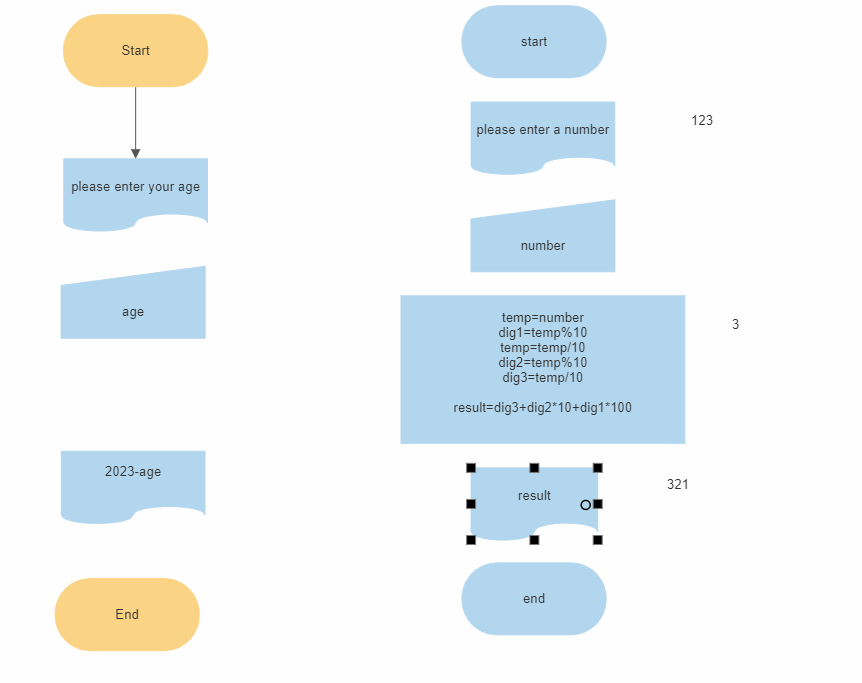 Start
please enter your age
age
2023-age
End
start
please enter a number
123
number
temp=number
dig1=temp%10
temp=temp/10
dig2=temp%10
dig3=temp/10
result=dig3+dig2*10+dig1*100
3
result
321
end